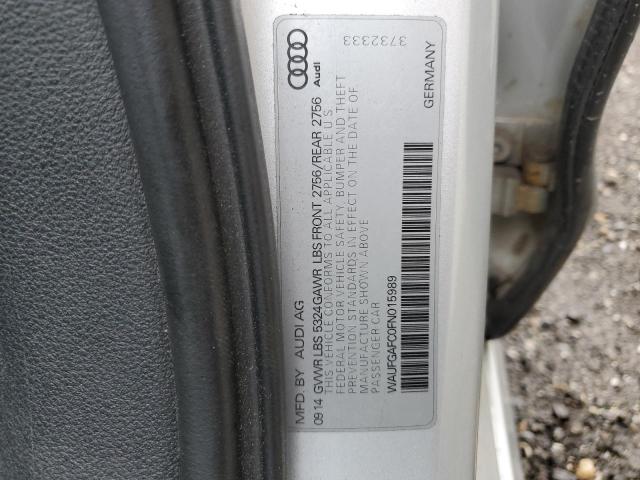 MFD. BY AUDI AG
Audi
09 14 GVWR LBS 5324GAWR LBS FRONT 2756/REAR 2756
THIS VEHICLE CONFORMS TO ALL APPLICABLE U.S.
FEDERAL MOTOR VEHICLE SAFETY, BUMPER AND THEFT
PREVENTION STANDARDS IN EFFECT ON THE DATE OF
MANUFACTURE SHOWN ABOVE
PASSENGER CAR
WAUFGAFC0FN015989
3732333
GERMANY